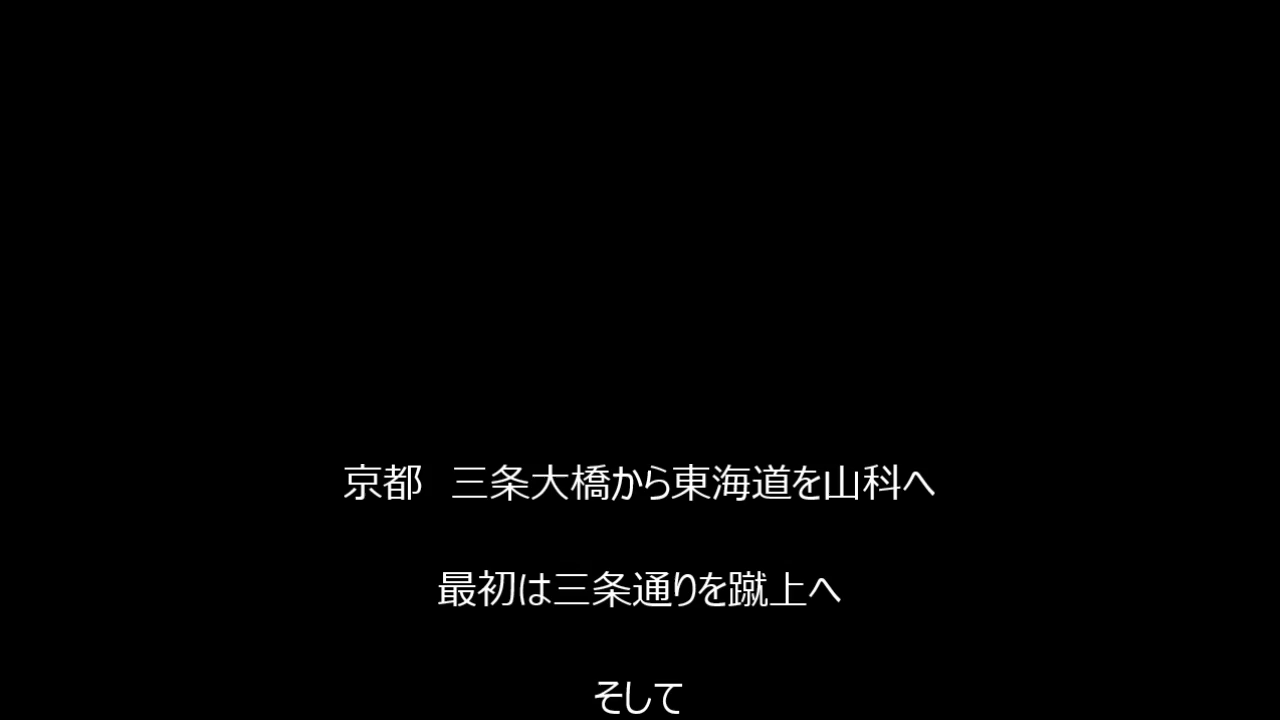 京都　三条大橋から東海道を山科へ
最初は三条通りを蹴上へ
そして